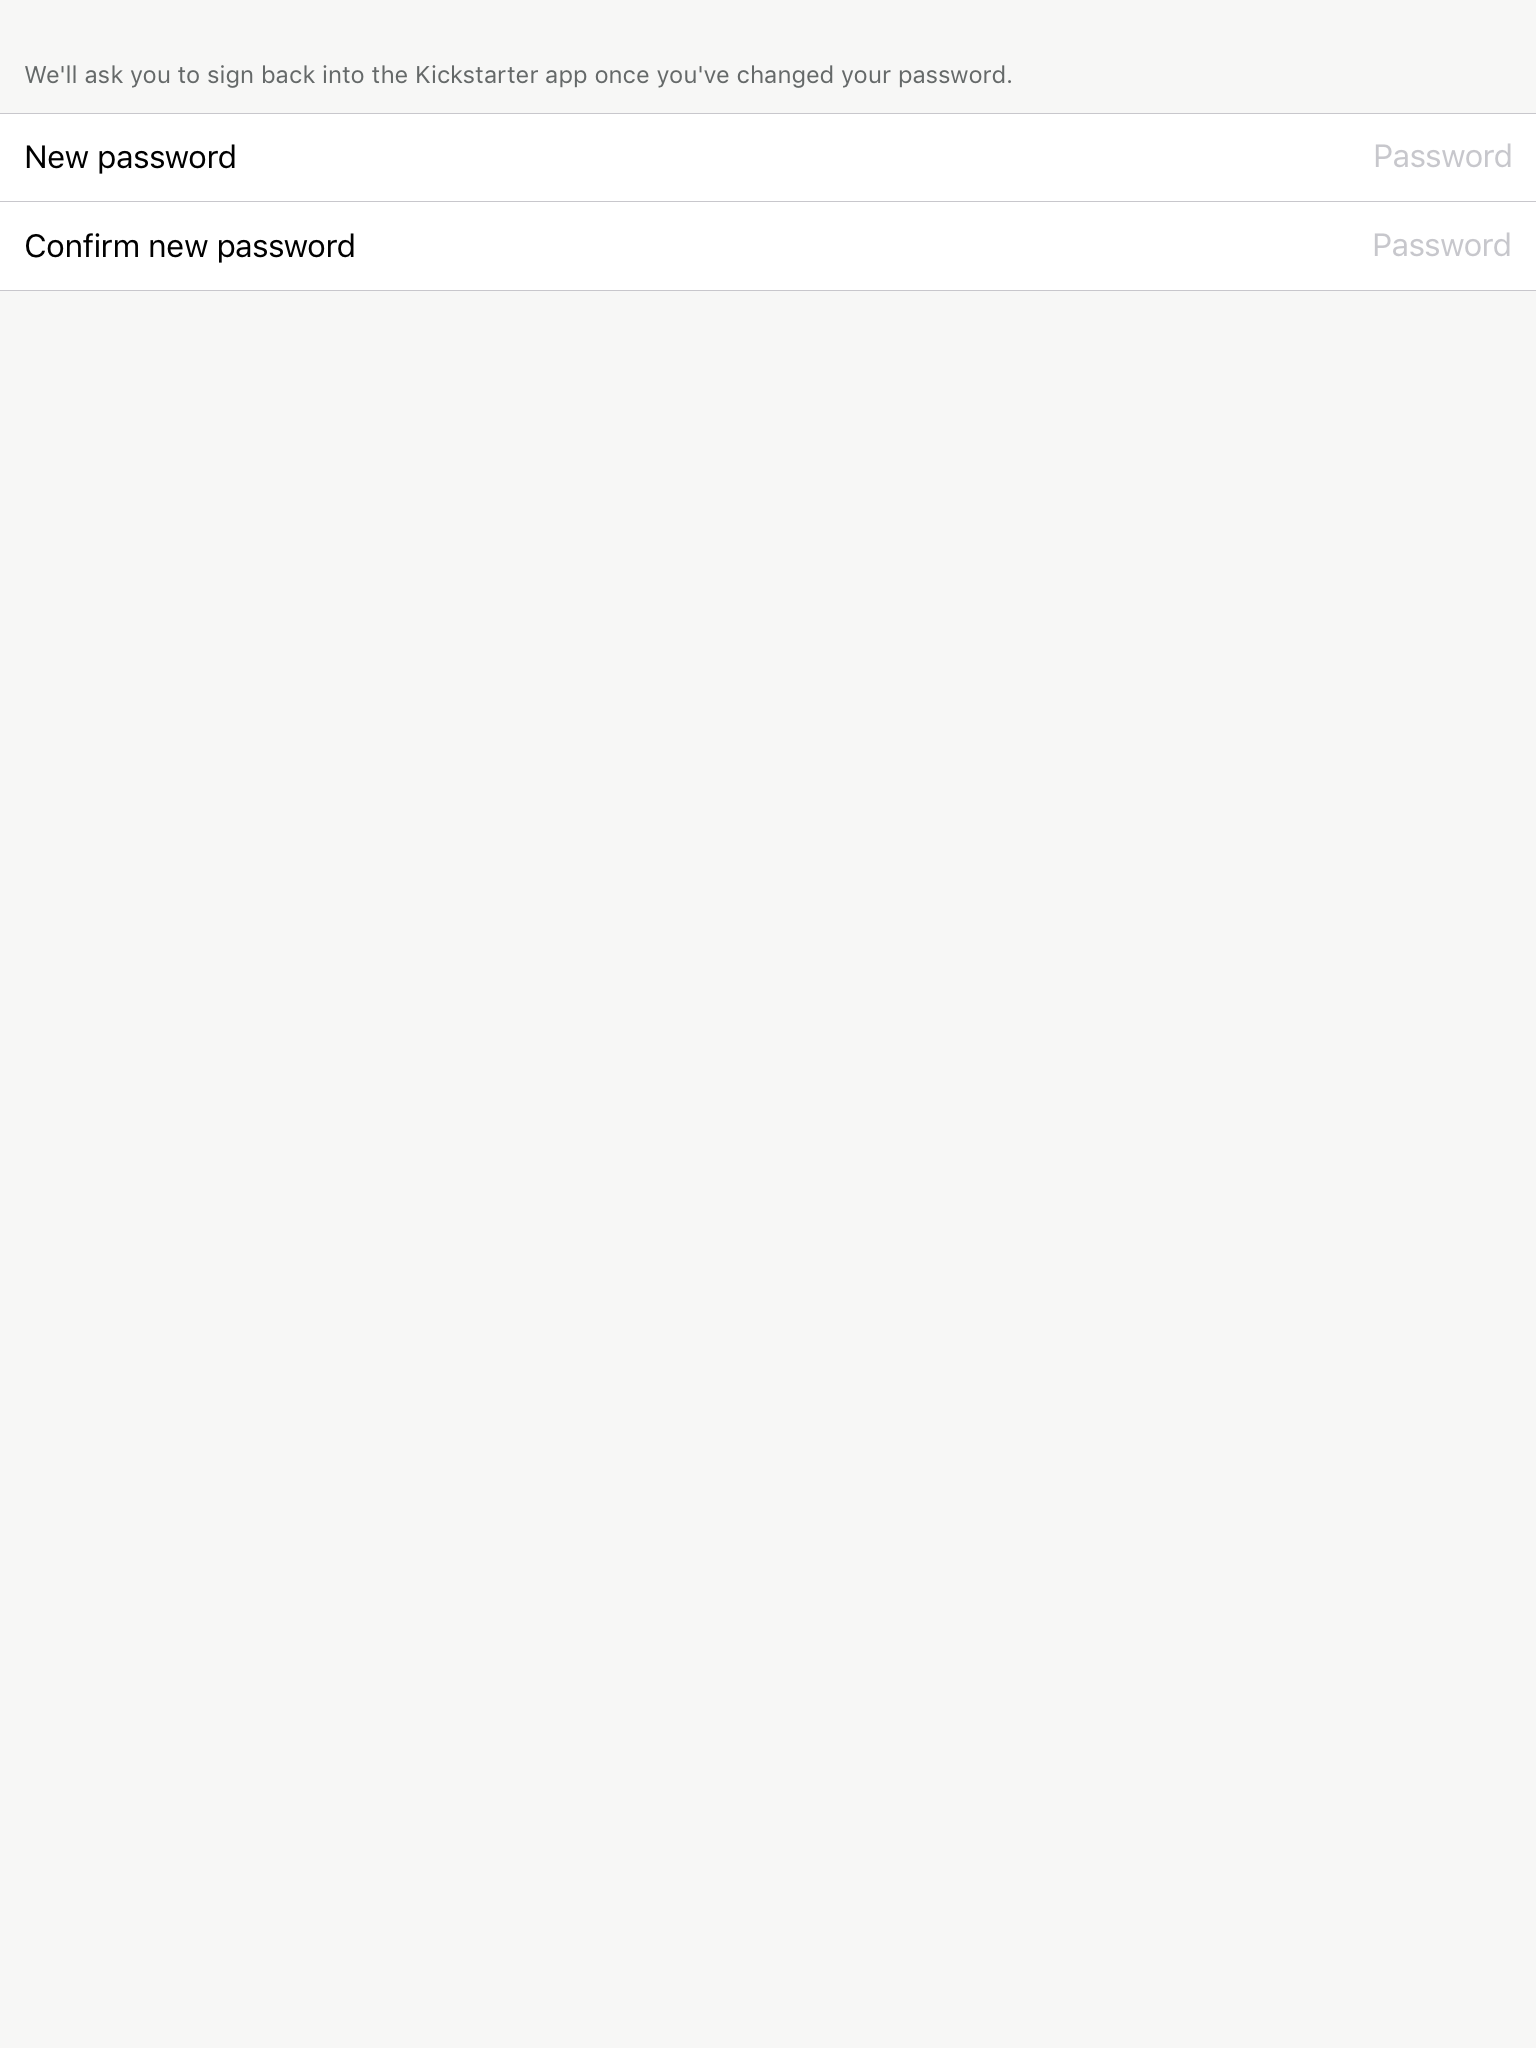 We'll ask you to sign back into the Kickstarter app once you've changed your password.
New password Password
Confirm new password Password